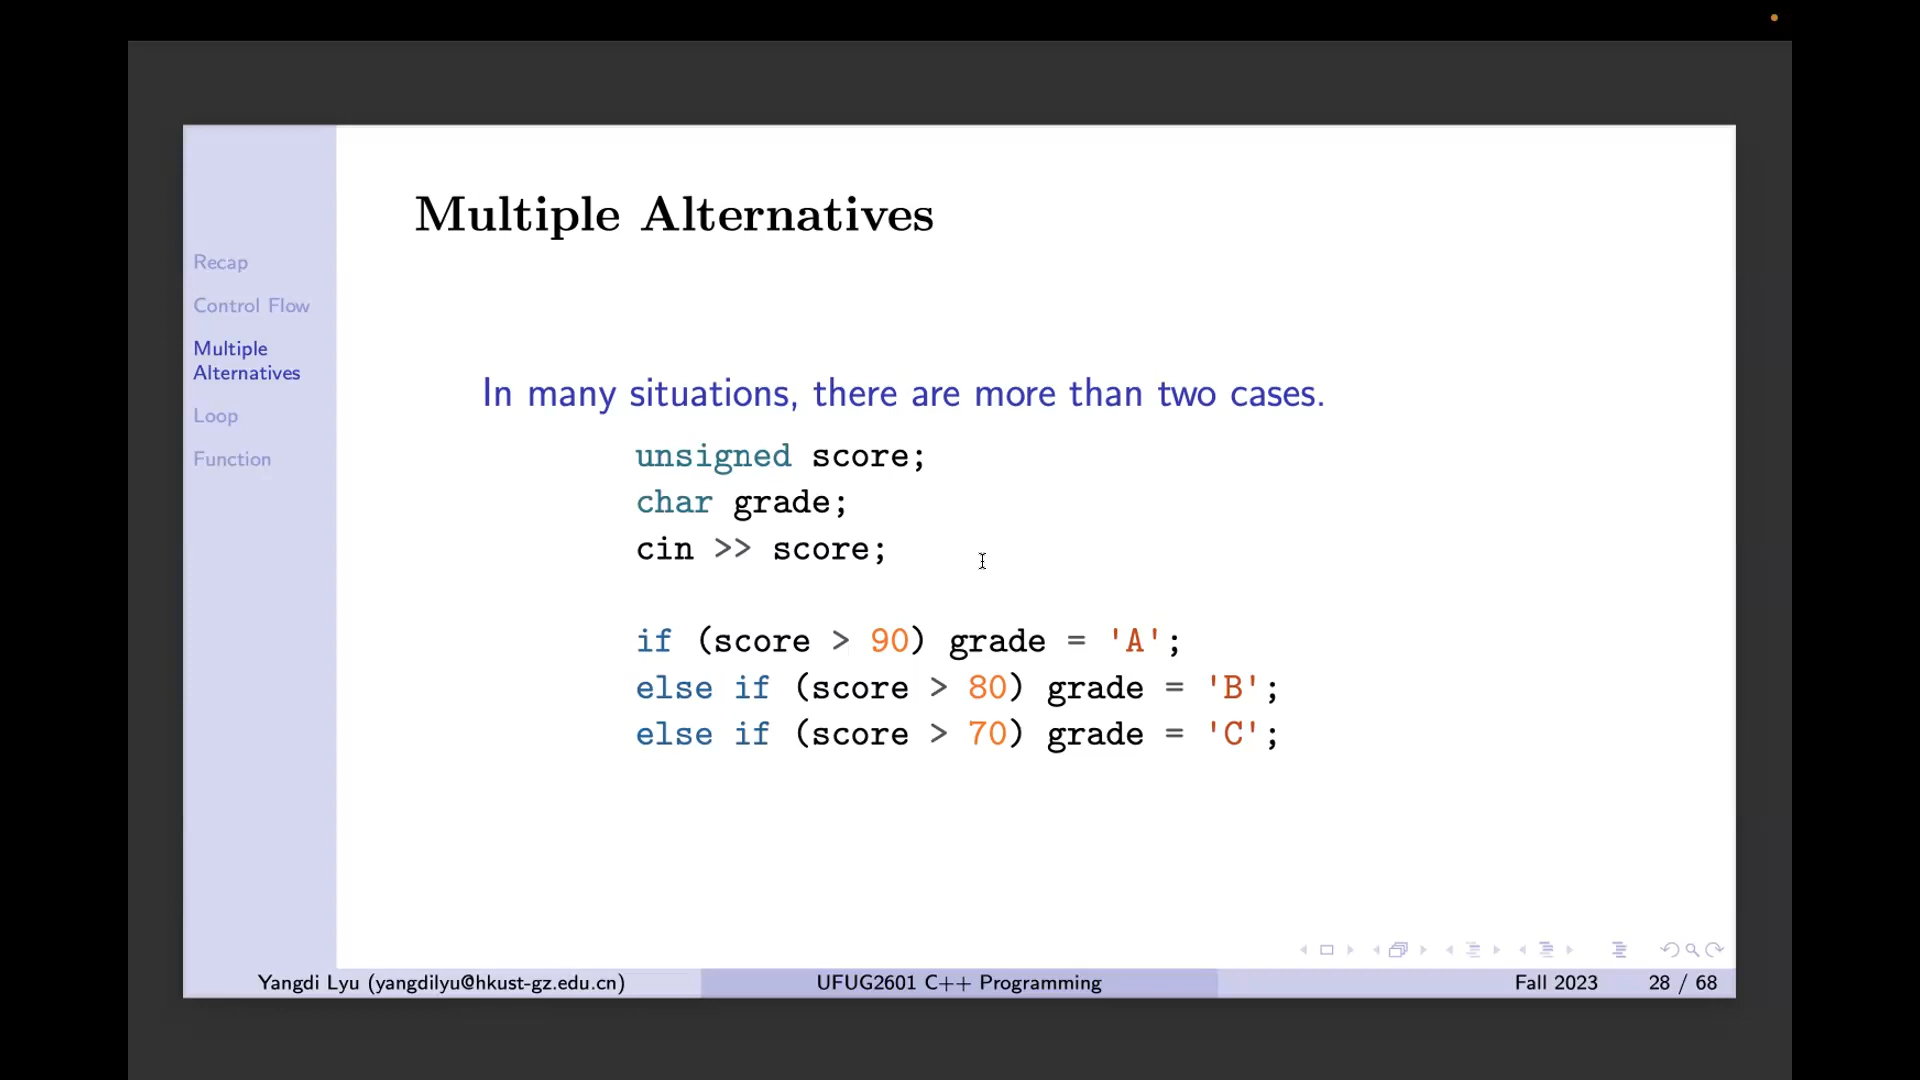 Multiple Alternatives
Recap
Control Flow
Multiple
Alternatives
Loop
Function
In many situations, there are more than two cases.
unsigned score;
char grade;
cin >> score;
if (score > 90) grade = 'A';
else if (score > 80) grade = 'B';
else if (score > 70) grade = 'C';
Yangdi Lyu (yangdilyu@hkust-gz.edu.cn)
UFUG2601 C++ Programming
Fall 2023
28 / 68